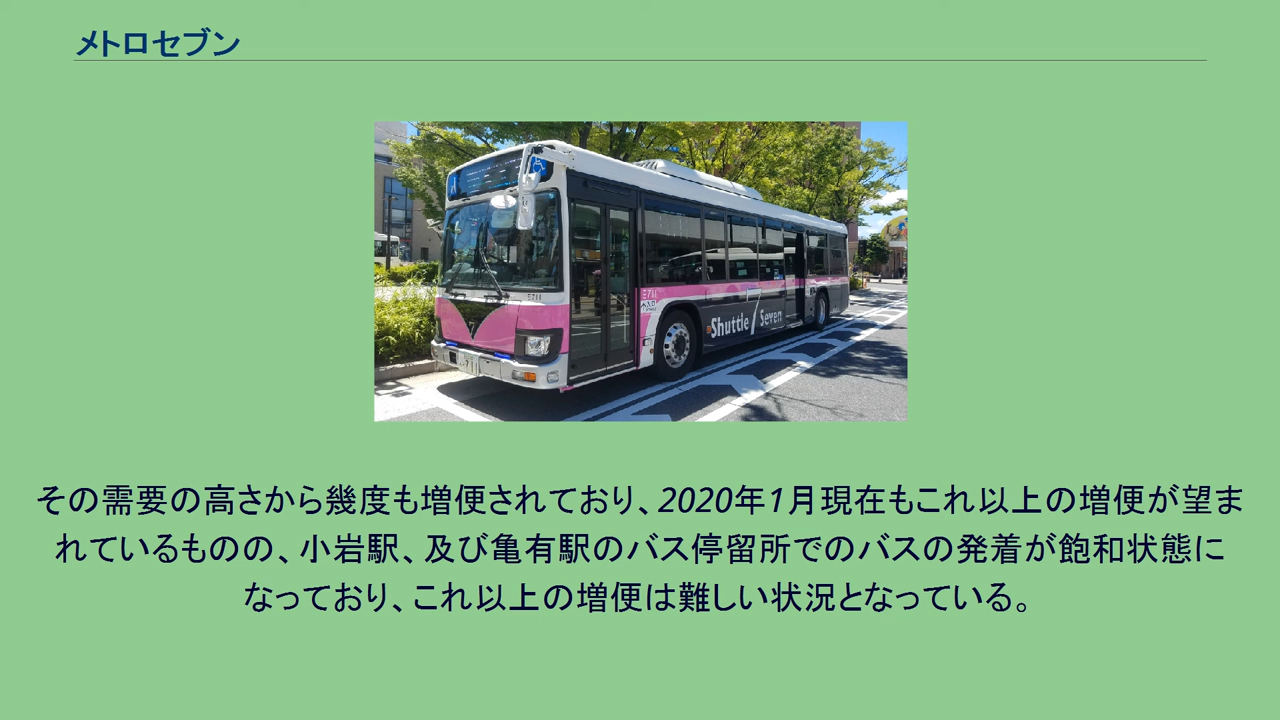 メトロセブン
E711
E711
Shuttle 7 Seven
711
その需要の高さから幾度も増便されており、2020年1月現在もこれ以上の増便が望ま
れているものの、小岩駅、及び亀有駅のバス停留所でのバスの発着が飽和状態に
なっており、これ以上の増便は難しい状況となっている。